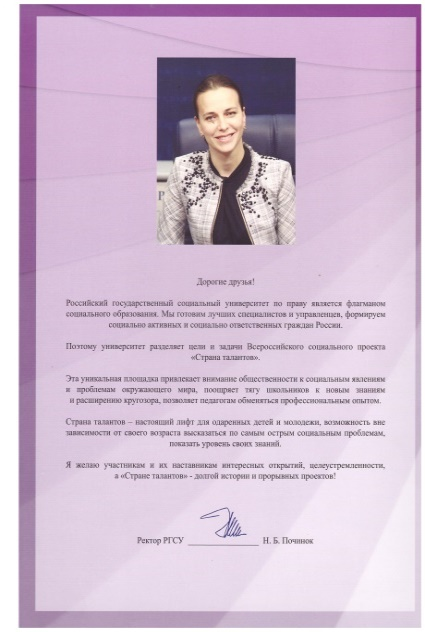 Дорогие друзья!
Российский государственный социальный университет по праву является флагманом
социального образования. Мы готовим лучших специалистов и управленцев, формируем
социально активных и социально ответственных граждан России.
Поэтому университет разделяет цели и задачи Всероссийского социального проекта
«Страна талантов».
Эта уникальная площадка привлекает внимание общественности к социальным явлениям
и проблемам окружающего мира, поощряет тягу школьников к новым знаниям
и расширению кругозора, позволяет педагогам обменяться профессиональным опытом.
Страна талантов – настоящий лифт для одаренных детей и молодежи, возможность вне
зависимости от своего возраста высказаться по самым острым социальным проблемам,
показать уровень своих знаний.
Я желаю участникам и их наставникам интересных открытий, целеустремленности,
а «Стране талантов» - долгой истории и прорывных проектов!
Ректор РГСУ Н. Б. Починок